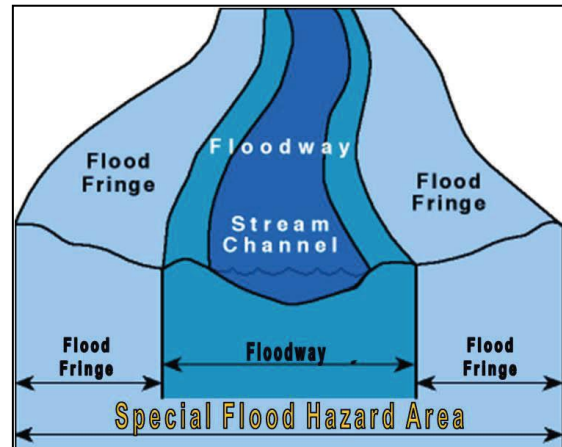 Floodway
Flood
Fringe
Flood
Fringe
Stream
Channel
Flood
Fringe
Floodway
Flood
Fringe
Special Flood Hazard Area